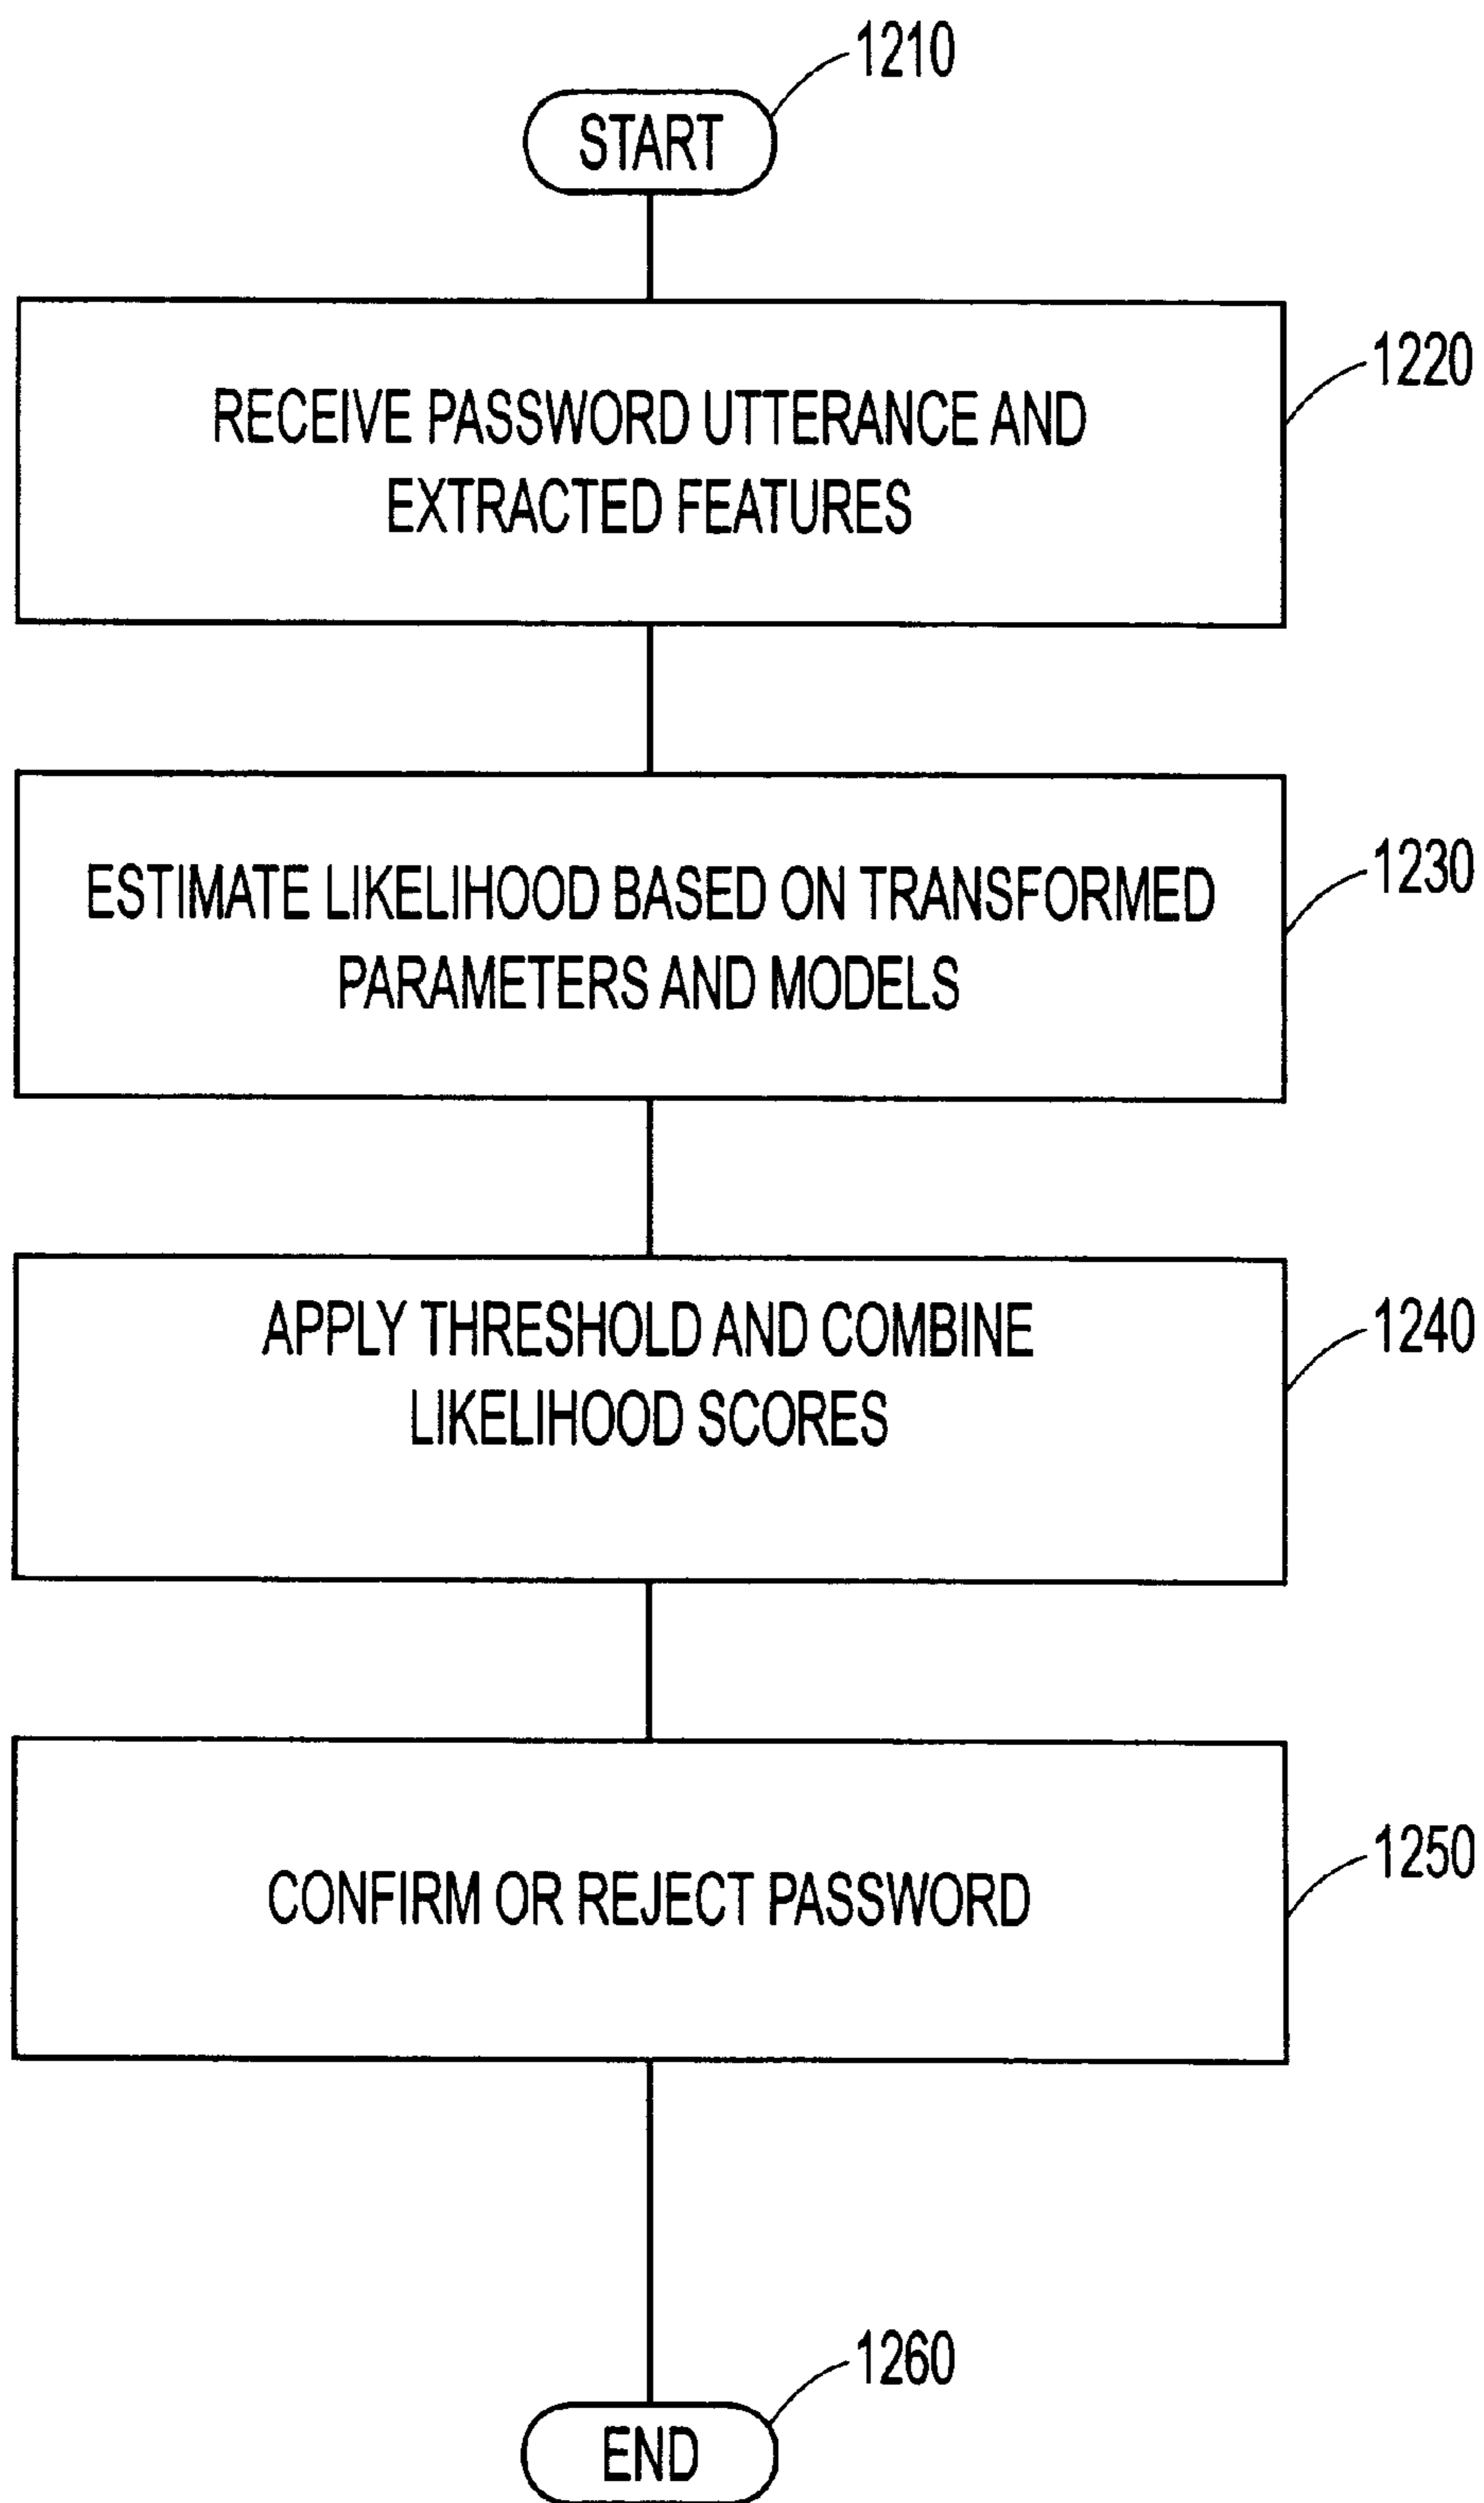 1210
START
1220
RECEIVE PASSWORD UTTERANCE AND
EXTRACTED FEATURES
1230
ESTIMATE LIKELIHOOD BASED ON TRANSFORMED
PARAMETERS AND MODELS
1240
APPLY THRESHOLD AND COMBINE
LIKELIHOOD SCORES
1250
CONFIRM OR REJECT PASSWORD
1260
END